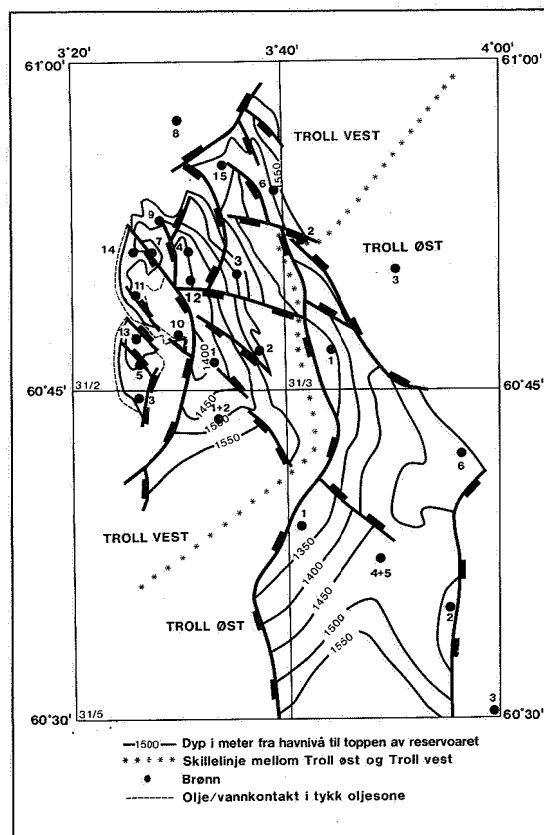 3°20' 3°40' 4°00'
61°00' 61°00'
8
TROLL VEST
15
6
1550
9
2
14 7 4
TROLL ØST
3
3
11
12
13
10
1400
1 2
1
5
60°45' 31/2 31/3 60°45'
3
1450
1+2
1500
1550
6
TROLL VEST
1
1350
4+5
1400
1450
TROLL ØST
2
1500
1550
3
60°30' 31/5 60°30'
1500 Dyp i meter fra havnivå til toppen av reservoaret
* * * * * * * Skillelinje mellom Troll øst og Troll vest
Brønn
Olje/vannkontakt i tykk oljesone